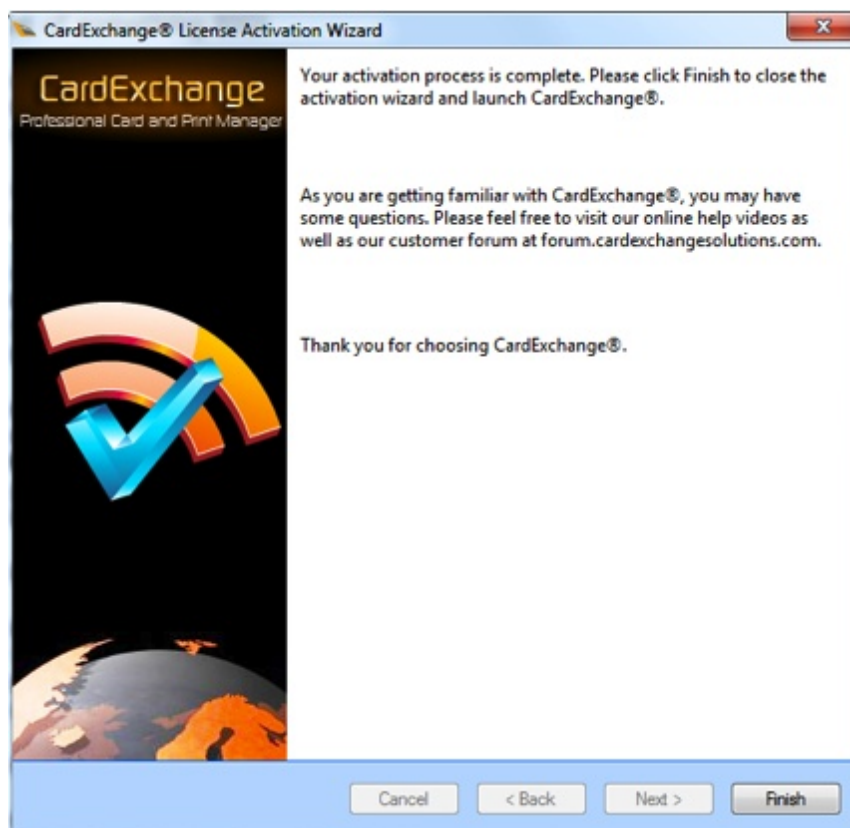 CardExchange® License Activation Wizard
CardExchange
Professional Card and Print Manager
Your activation process is complete. Please click Finish to close the
activation wizard and launch CardExchange®.
As you are getting familiar with CardExchange®, you may have
some questions. Please feel free to visit our online help videos as
well as our customer forum at forum.cardexchangesolutions.com.
Thank you for choosing CardExchange®.
Cancel
< Back
Next >
Finish